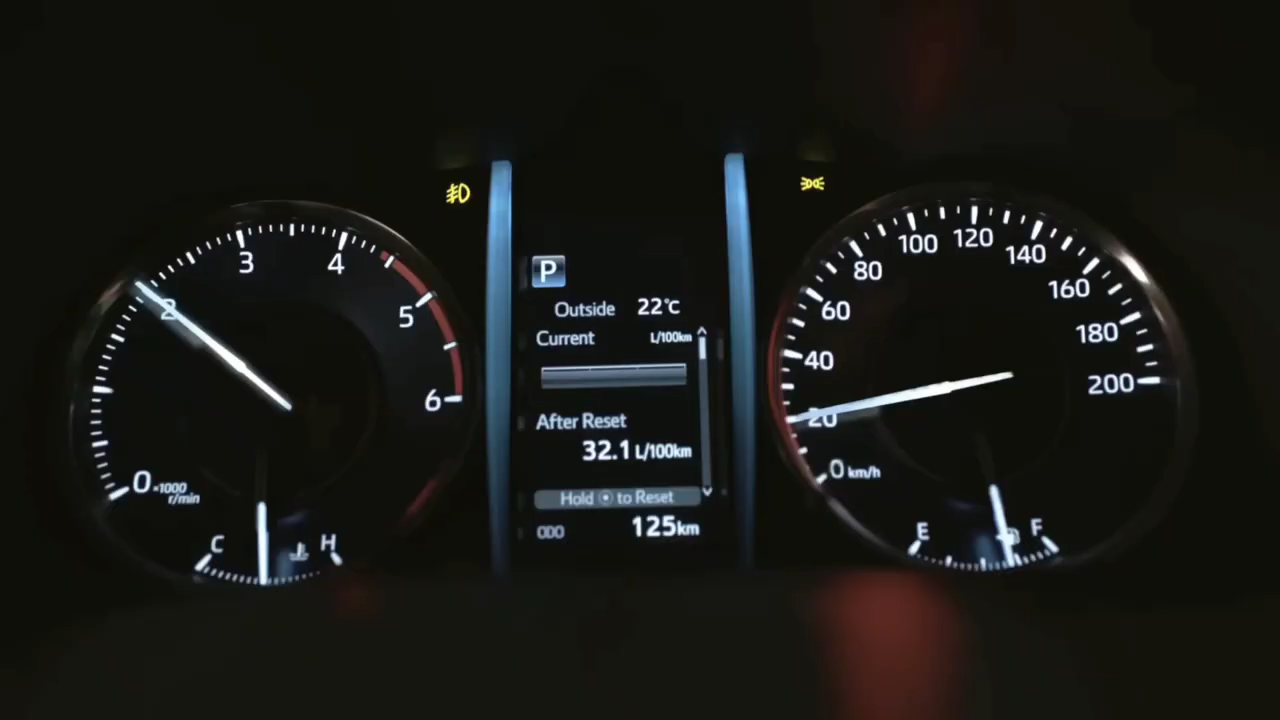 P
Outside 22°C
Current L/100km
After Reset
32.1 L/100km
Hold to Reset
ODO 125km
0 2 3 4 5 6
×1000
r/min
C H
0 20 40 60 80 100 120 140 160 180 200
km/h
E F